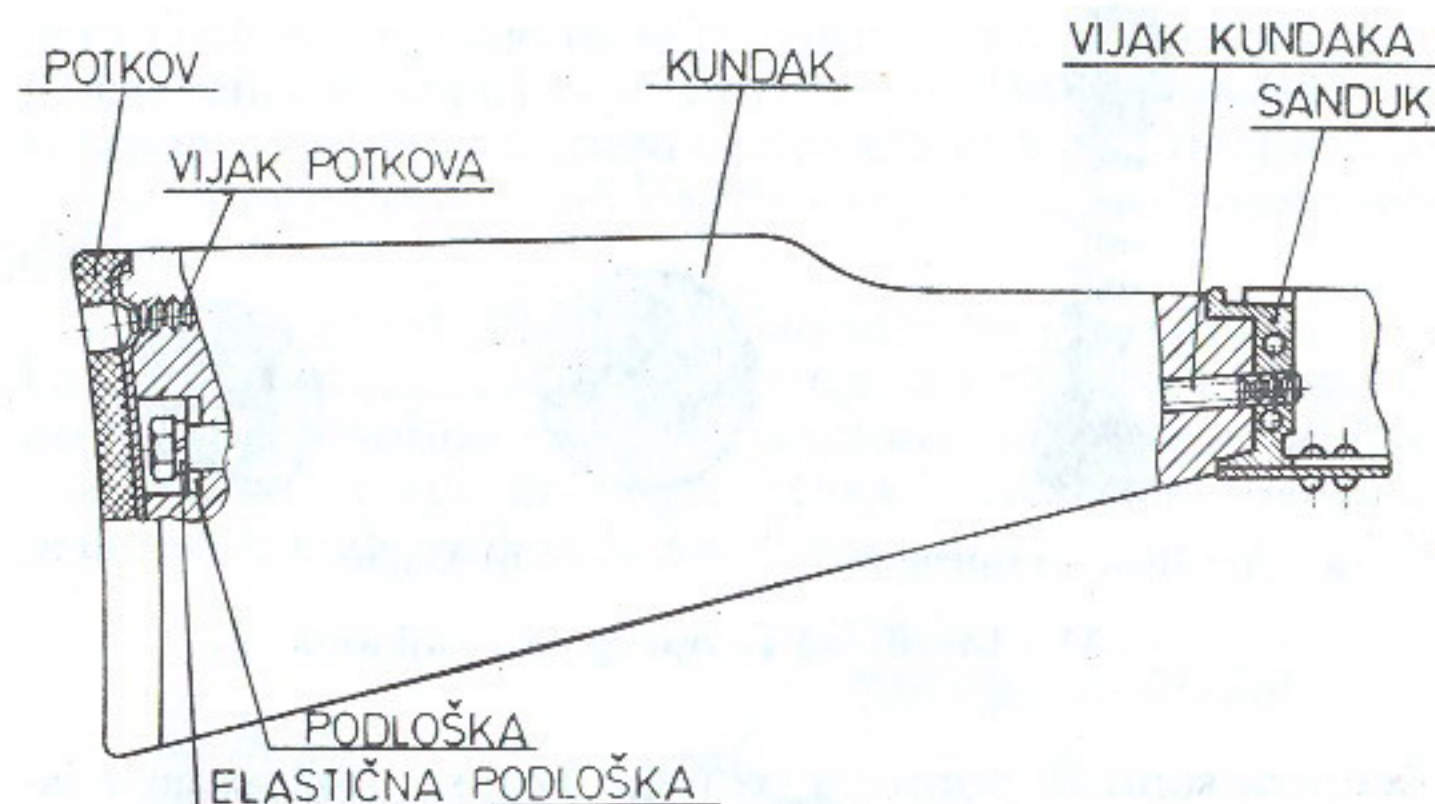 POTKOV
KUNDAK
VIJAK KUNDAKA
SANDUK
VIJAK POTKOVA
PODLOŠKA
ELASTIČNA PODLOŠKA